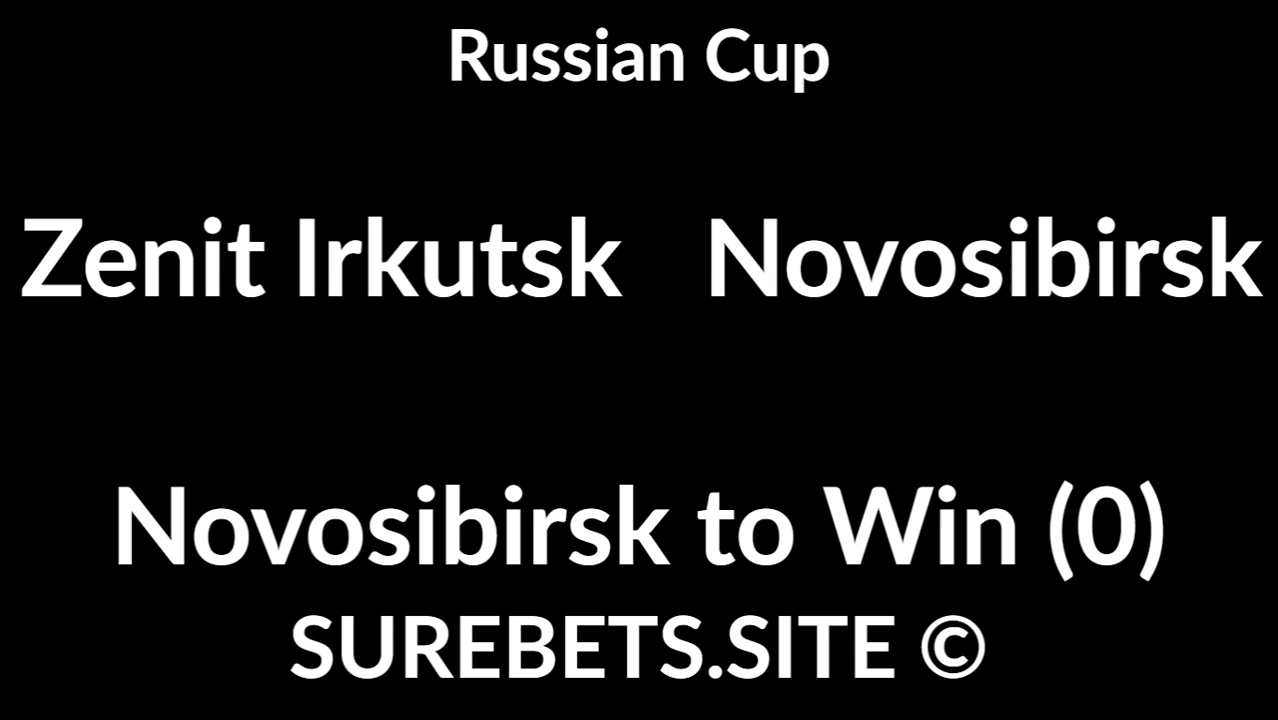 Russian Cup
Zenit Irkutsk Novosibirsk
Novosibirsk to Win (0)
SUREBETS.SITE ©